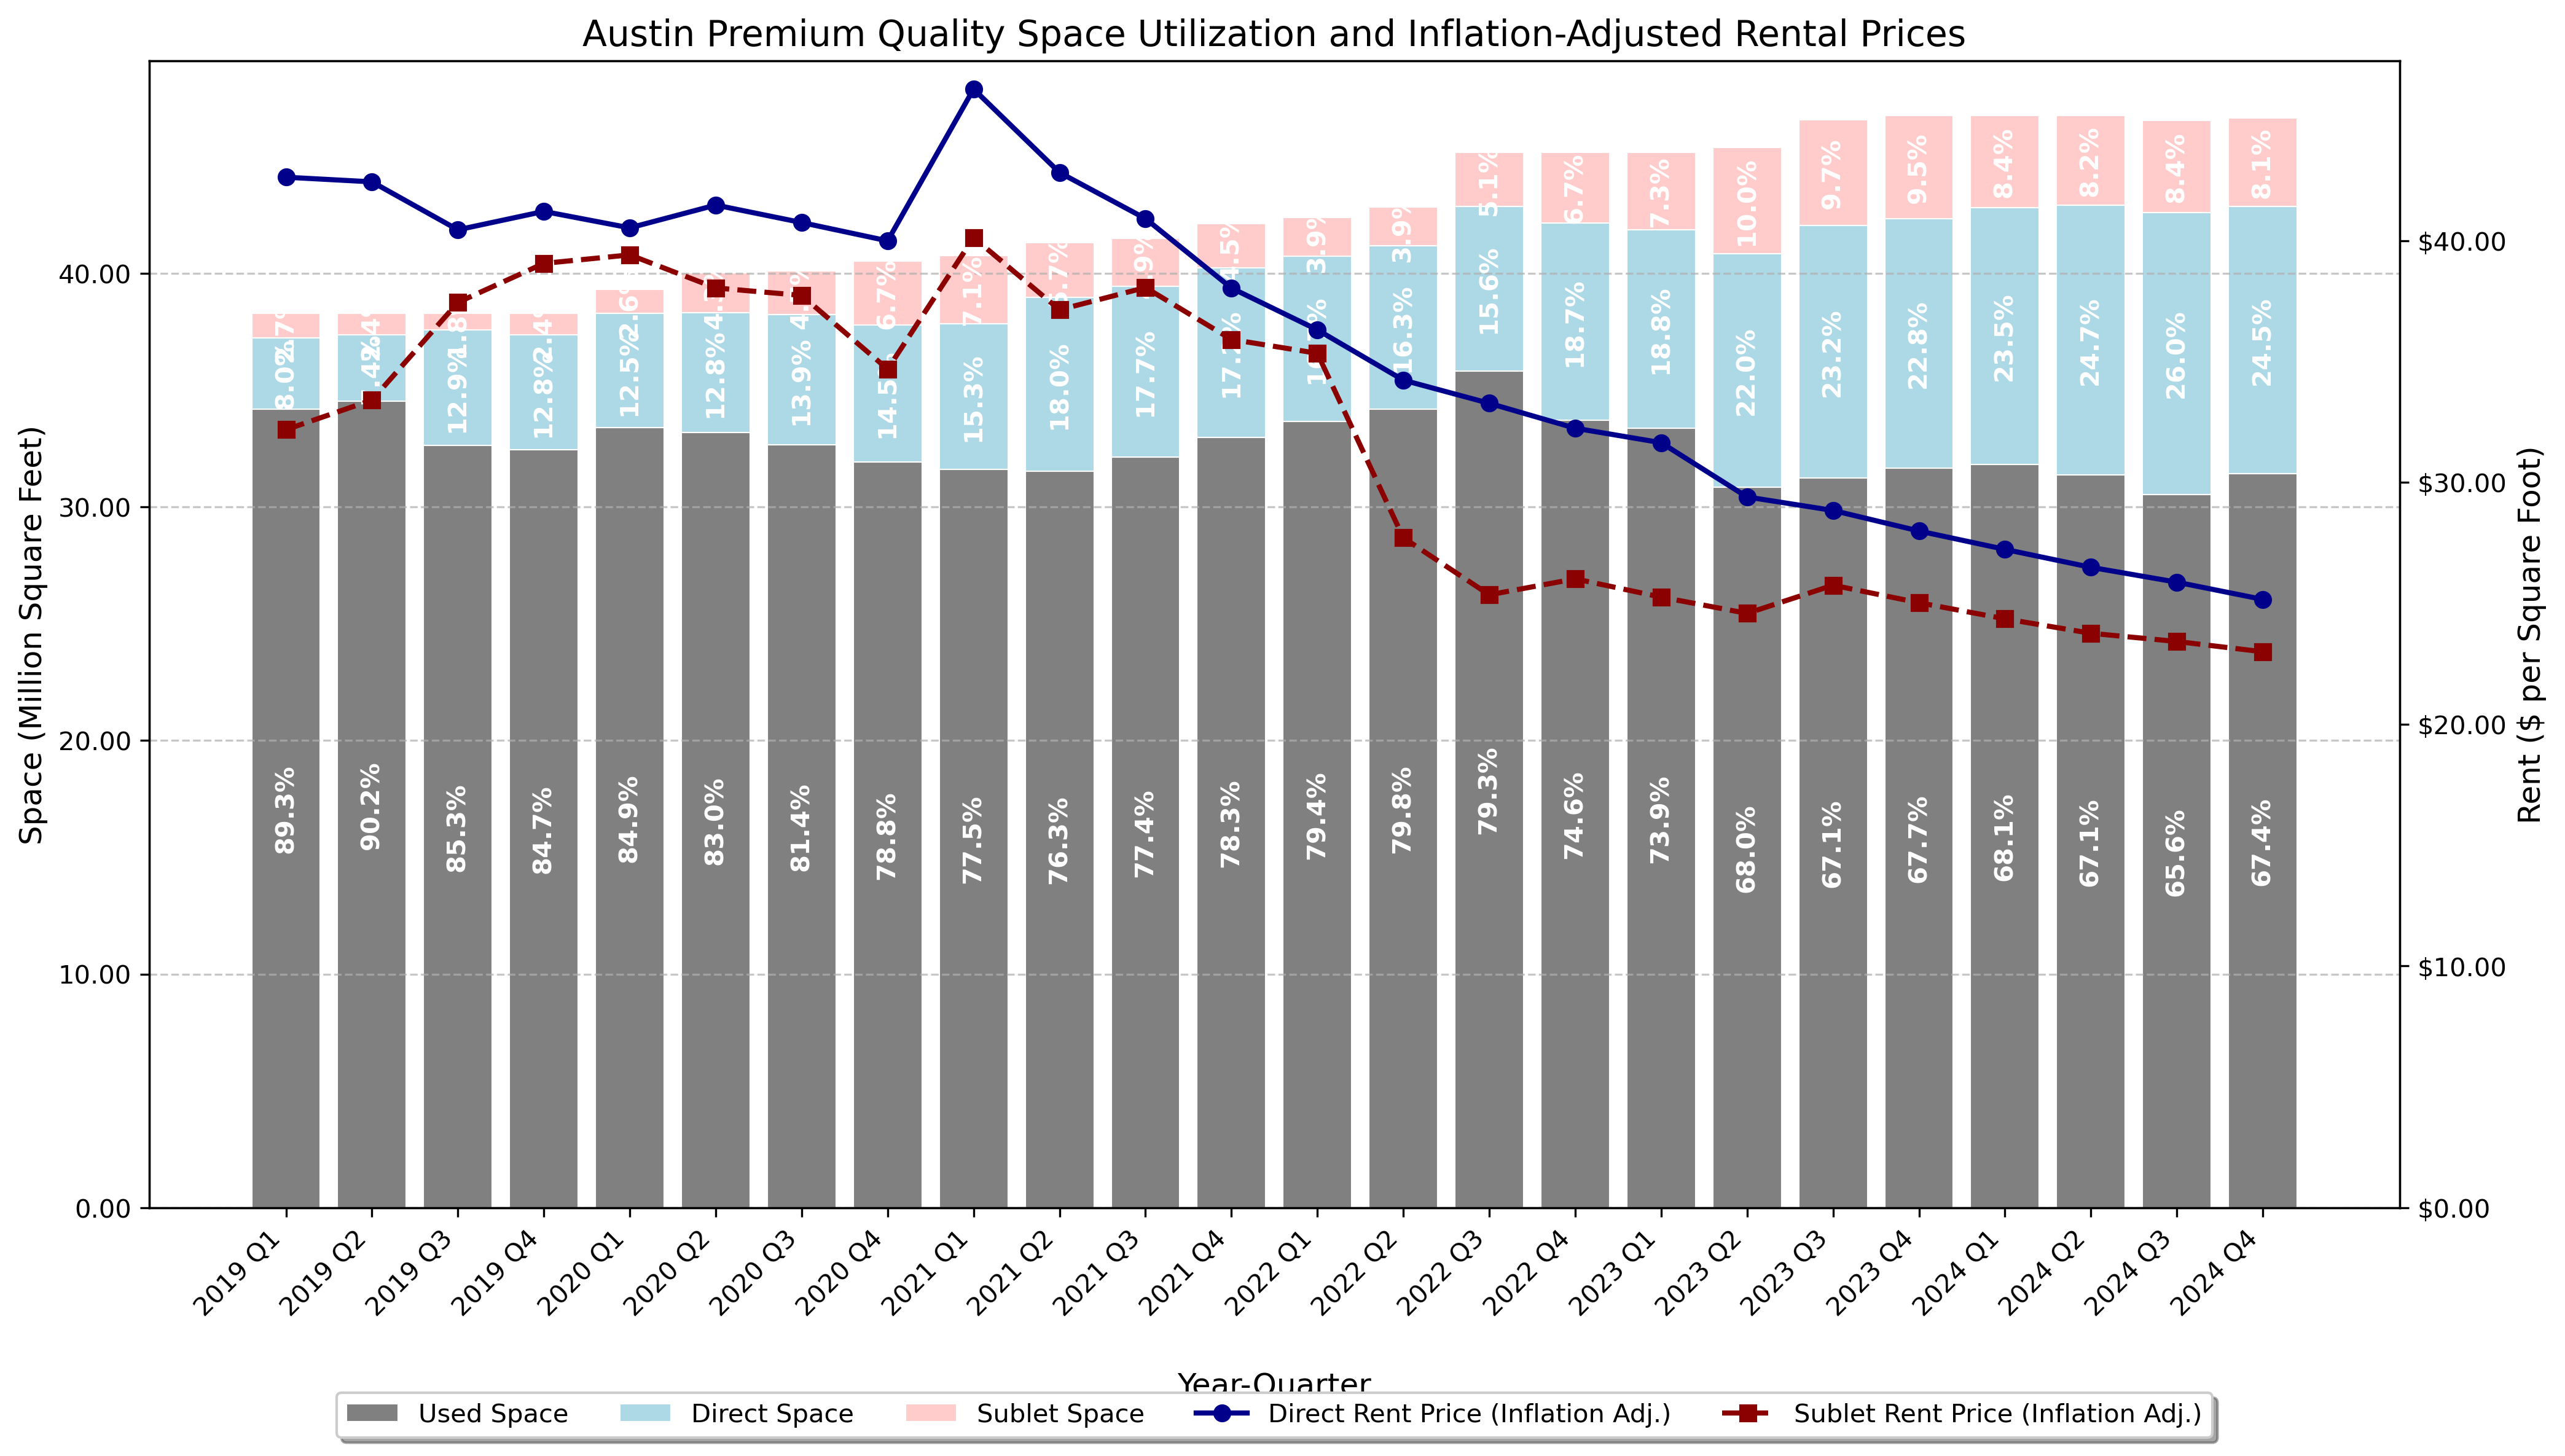 Austin Premium Quality Space Utilization and Inflation-Adjusted Rental Prices
Space (Million Square Feet)
40.00
30.00
20.00
10.00
0.00
Rent ($ per Square Foot)
$40.00
$30.00
$20.00
$10.00
$0.00
9.7% 9.5% 8.4% 8.2% 8.4% 8.1%
5.1% 6.7% 7.3% 10.0%
6.7% 7.1%
8.0% 12.9% 12.8% 12.5% 12.8% 13.9% 15.3% 18.0% 17.7% 16.3% 15.6% 18.7% 18.8% 22.0% 23.2% 22.8% 23.5% 24.7% 26.0% 24.5%
89.3% 90.2% 85.3% 84.7% 84.9% 83.0% 81.4% 78.8% 77.5% 76.3% 77.4% 78.3% 79.4% 79.8% 79.3% 74.6% 73.9% 68.0% 67.1% 67.7% 68.1% 67.1% 65.6% 67.4%
2019 Q1
2019 Q2
2019 Q3
2019 Q4
2020 Q1
2020 Q2
2020 Q3
2020 Q4
2021 Q1
2021 Q2
2021 Q3
2021 Q4
2022 Q1
2022 Q2
2022 Q3
2022 Q4
2023 Q1
2023 Q2
2023 Q3
2023 Q4
2024 Q1
2024 Q2
2024 Q3
2024 Q4
Year-Quarter
Used Space Direct Space Sublet Space Direct Rent Price (Inflation Adj.) Sublet Rent Price (Inflation Adj.)